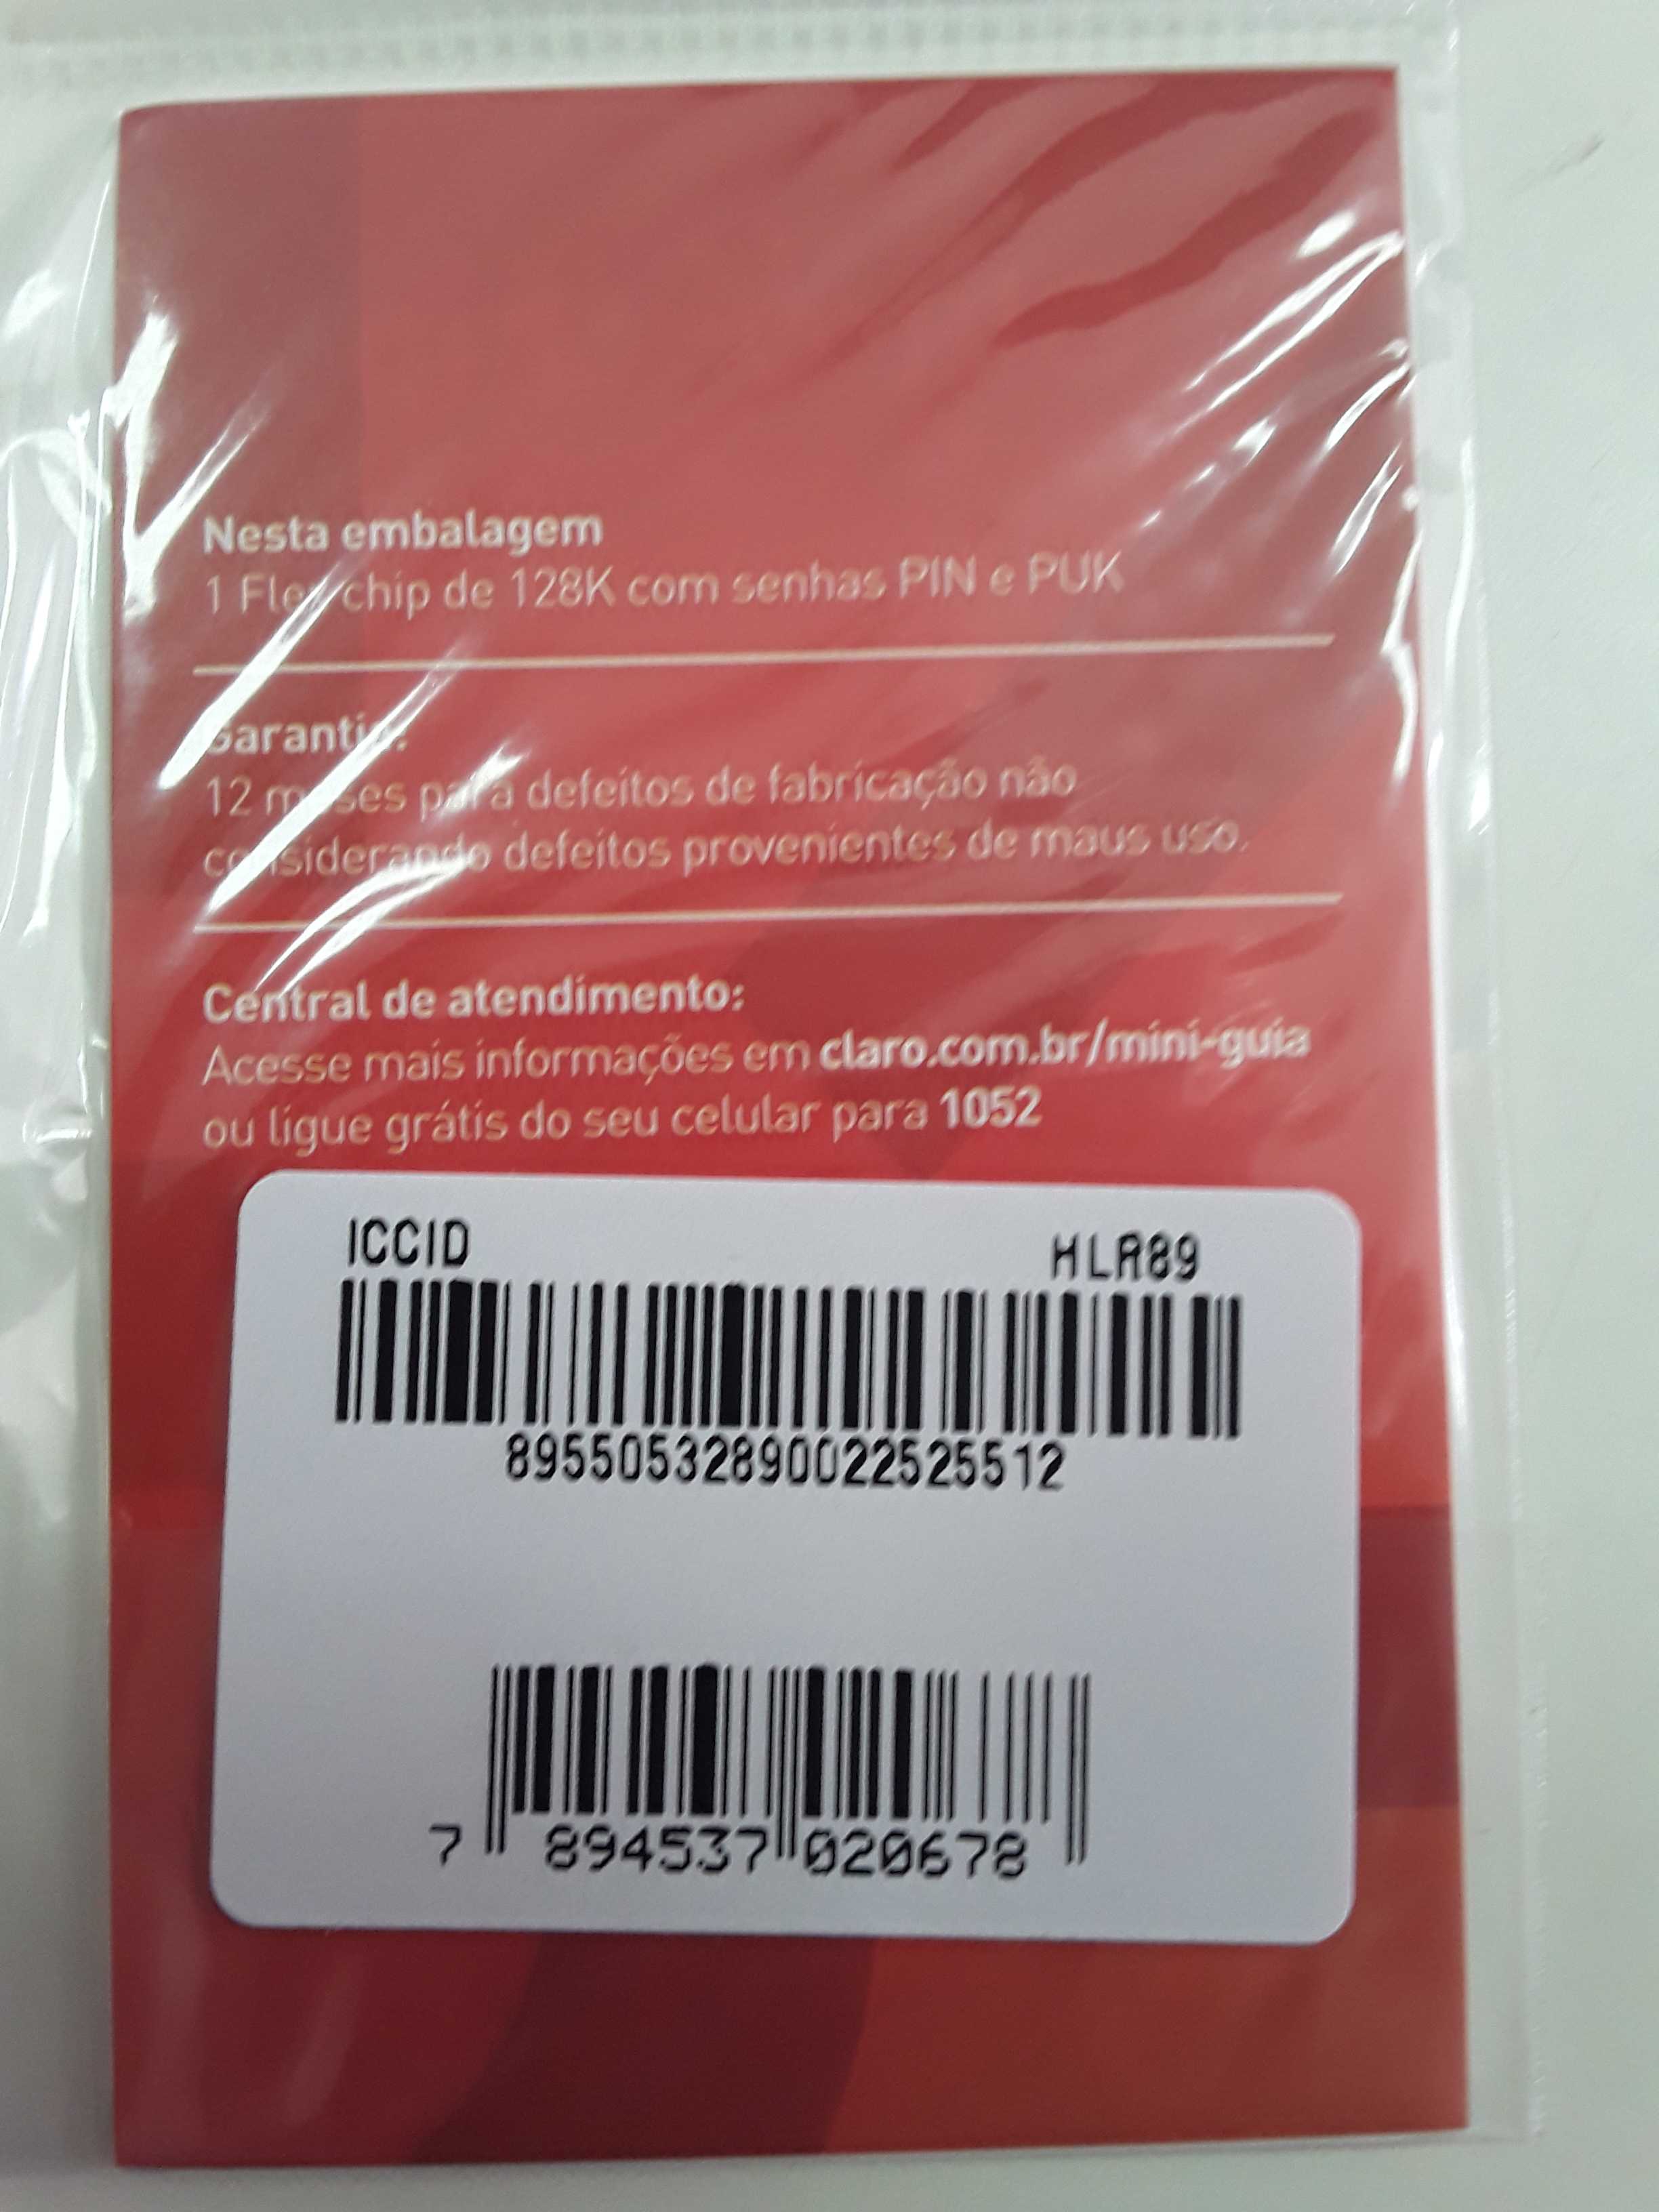 Nesta embalagem
1 Flex chip de 128K com senhas PIN e PUK
Garantia:
12 meses para defeitos de fabricação não
considerando defeitos provenientes de maus uso.
Central de atendimento:
Acesse mais informações em claro.com.br/mini-guia
ou ligue grátis do seu celular para 1052
ICCID HLR89
89550532890022525512
7 894537 020678